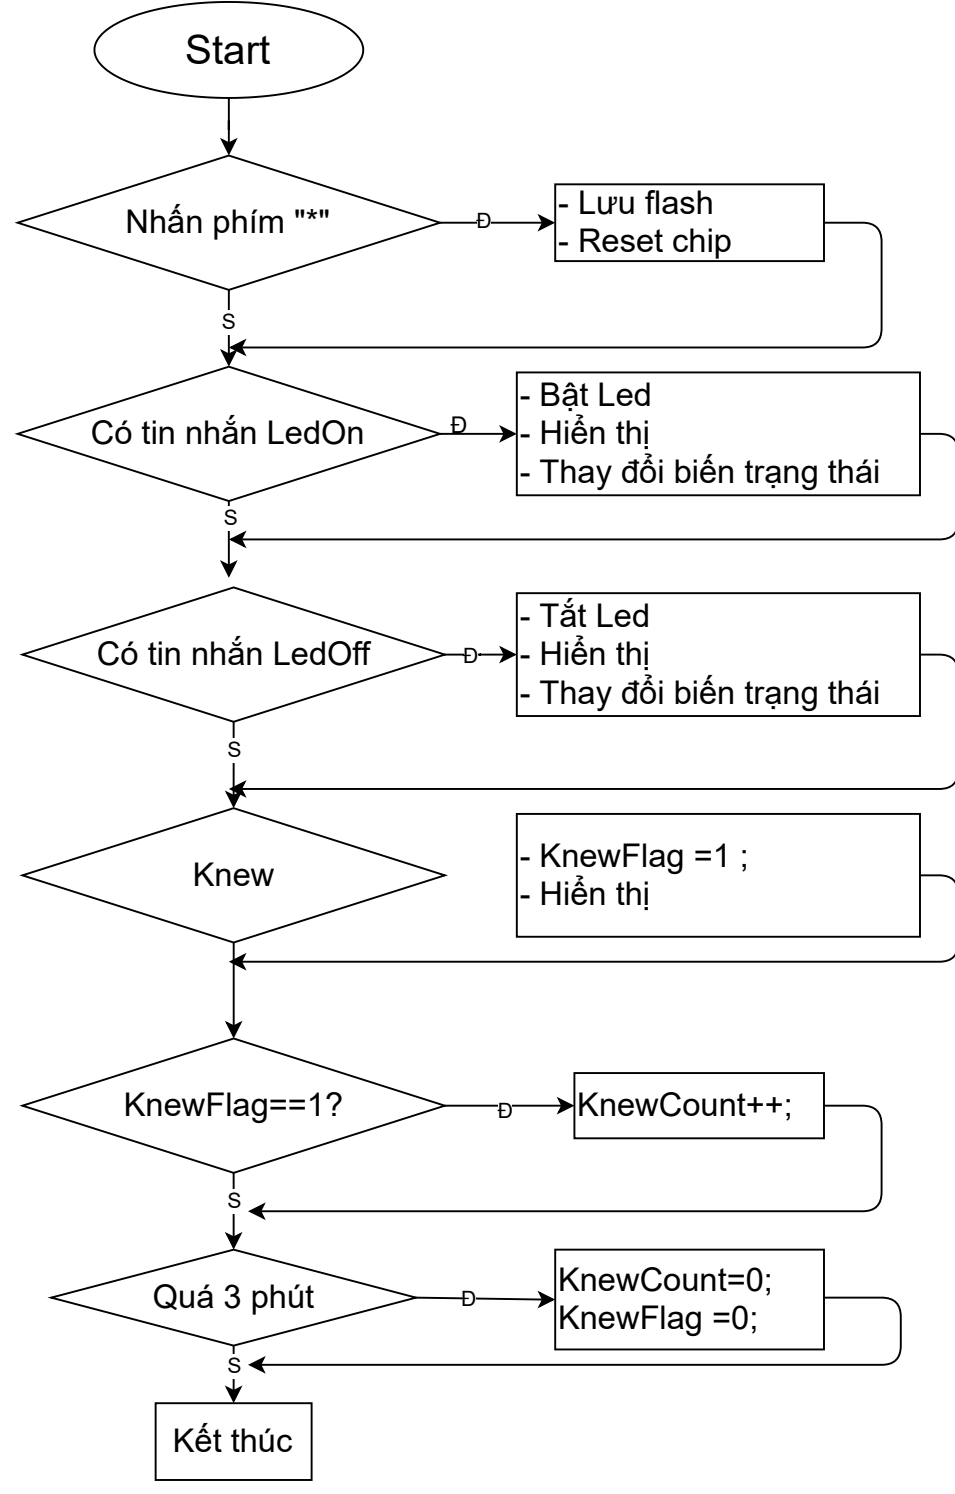 Start
Nhấn phím "*"
Đ
- Lưu flash
- Reset chip
S
Có tin nhắn LedOn
Đ
- Bật Led
- Hiển thị
- Thay đổi biến trạng thái
S
Có tin nhắn LedOff
Đ
- Tắt Led
- Hiển thị
- Thay đổi biến trạng thái
S
Knew
- KnewFlag =1 ;
- Hiển thị
KnewFlag==1?
Đ
KnewCount++;
S
Quá 3 phút
Đ
KnewCount=0;
KnewFlag =0;
S
Kết thúc